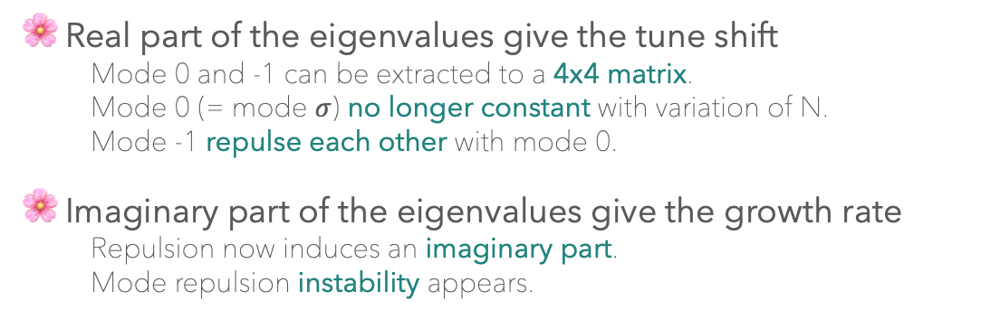 Real part of the eigenvalues give the tune shift
Mode 0 and -1 can be extracted to a 4x4 matrix.
Mode 0 (= mode σ) no longer constant with variation of N.
Mode -1 repulse each other with mode 0.
Imaginary part of the eigenvalues give the growth rate
Repulsion now induces an imaginary part.
Mode repulsion instability appears.